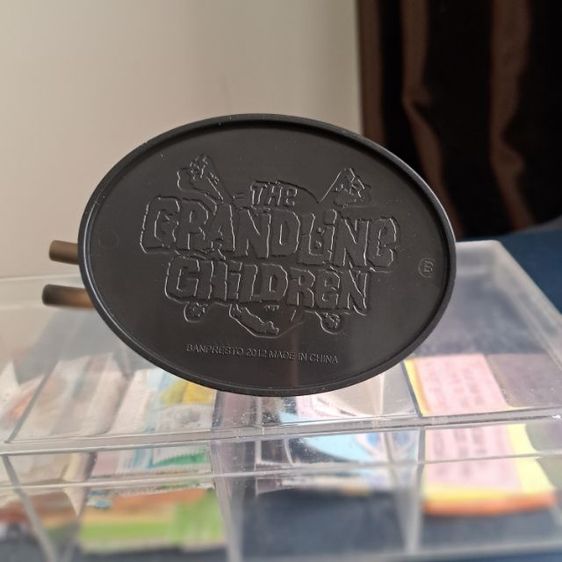 THE
GRANDLINE
CHILDREN
BANPRESTO 2012 MADE IN CHINA